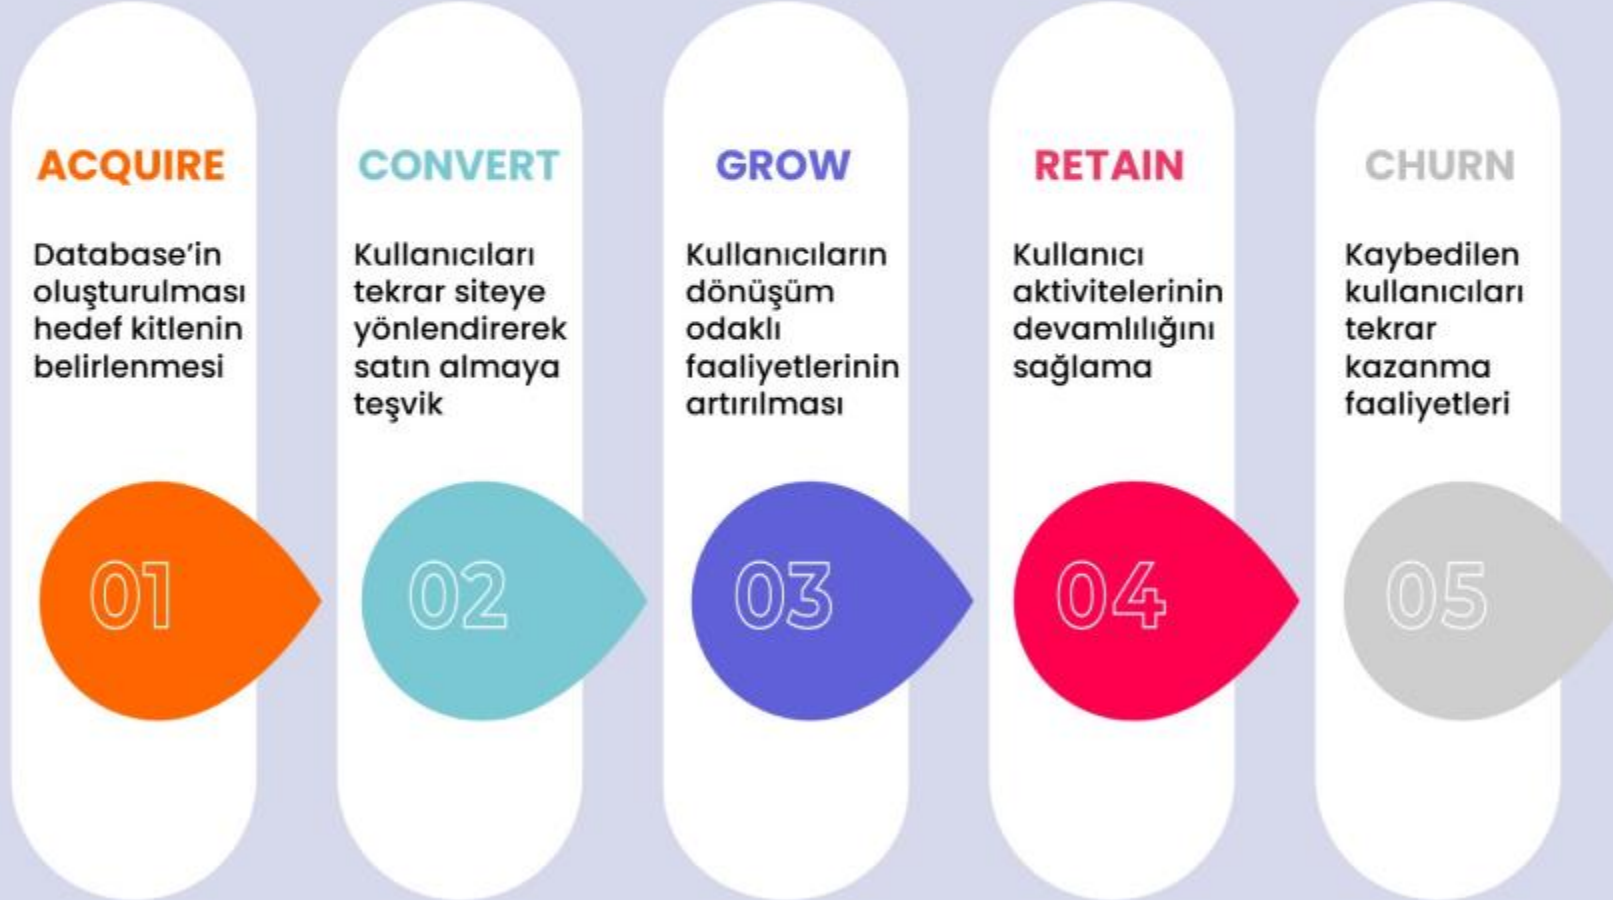 ACQUIRE
Database’in
oluşturulması
hedef kitlenin
belirlenmesi
01
CONVERT
Kullanıcıları
tekrar siteye
yönlendirerek
satın almaya
teşvik
02
GROW
Kullanıcıların
dönüşüm
odaklı
faaliyetlerinin
artırılması
03
RETAIN
Kullanıcı
aktivitelerinin
devamlılığını
sağlama
04
CHURN
Kaybedilen
kullanıcıları
tekrar
kazanma
faaliyetleri
05